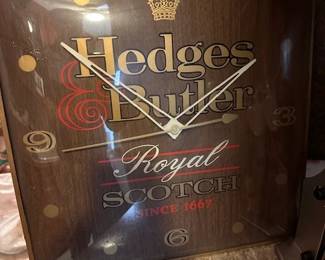 Hedges
& Butler
9
3
Royal
SCOTCH
SINCE 1667
6